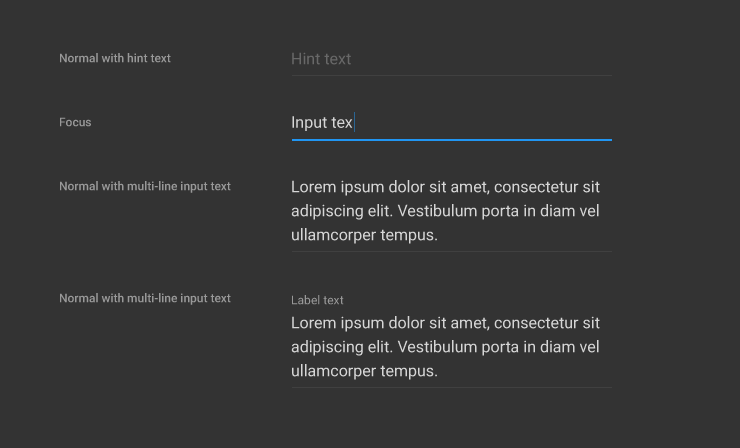 Normal with hint text
Hint text
Focus
Input tex
Normal with multi-line input text
Lorem ipsum dolor sit amet, consectetur sit
adipiscing elit. Vestibulum porta in diam vel
ullamcorper tempus.
Normal with multi-line input text
Label text
Lorem ipsum dolor sit amet, consectetur sit
adipiscing elit. Vestibulum porta in diam vel
ullamcorper tempus.